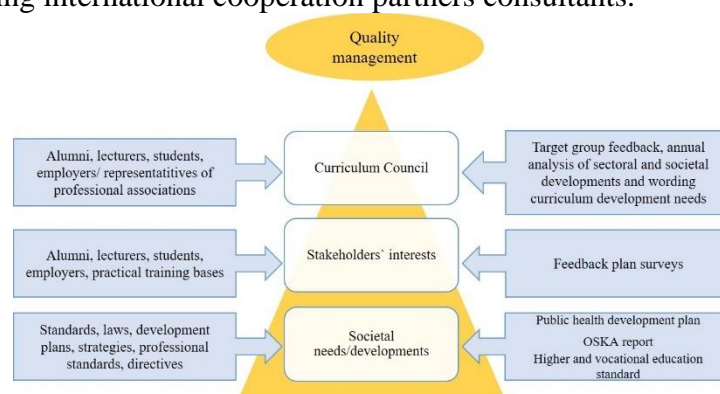 ing international cooperation partners consultants.
Quality
management
Alumni, lecturers, students,
employers/ representatitives of
professional associations
Curriculum Council
Target group feedback, annual
analysis of sectoral and societal
developments and wording
curriculum development needs
Alumni, lecturers, students,
employers, practical training bases
Stakeholders` interests
Feedback plan surveys
Standards, laws, development
plans, strategies, professional
standards, directives
Societal
needs/developments
Public health development plan
OSKA report
Higher and vocational education
standard